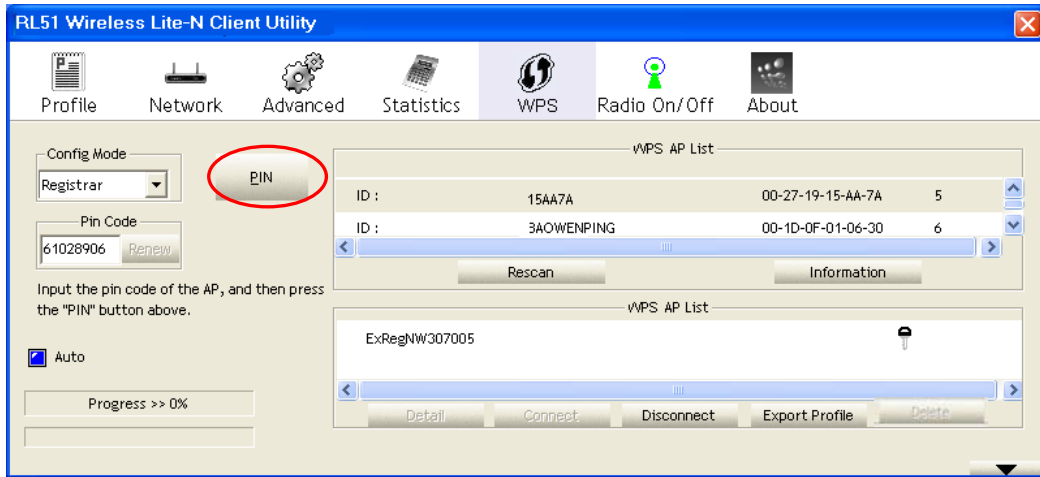 RL51 Wireless Lite-N Client Utility
Profile Network Advanced Statistics WPS Radio On/Off About
Config Mode
Registrar
PIN
Pin Code
61028906 Renew
Input the pin code of the AP, and then press
the "PIN" button above.
Auto
Progress >> 0%
WPS AP List
ID : 15AA7A 00-27-19-15-AA-7A 5
ID : 3AOWENPING 00-1D-0F-01-06-30 6
Rescan Information
WPS AP List
ExRegNW307005
Detail Connect Disconnect Export Profile Delete